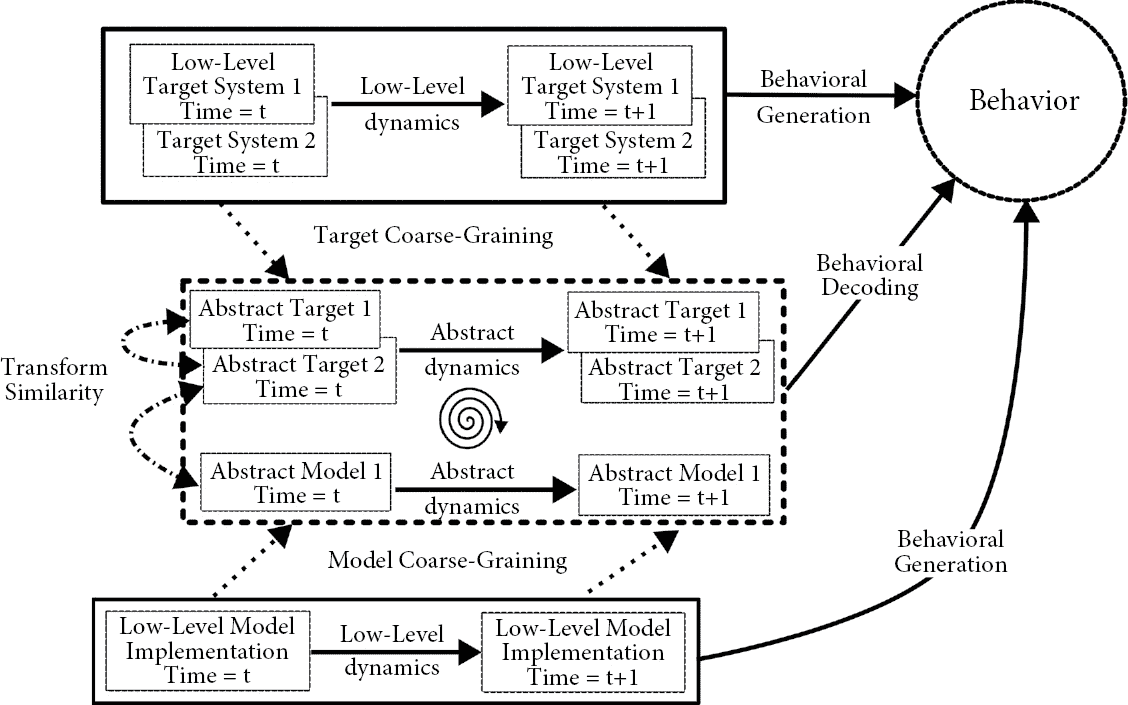 Low-Level
Target System 1
Time = t
Target System 2
Time = t
Low-Level
dynamics
Low-Level
Target System 1
Time = t+1
Target System 2
Time = t+1
Behavioral
Generation
Behavior
Target Coarse-Graining
Behavioral
Decoding
Transform
Similarity
Abstract Target 1
Time = t
Abstract Target 2
Time = t
Abstract
dynamics
Abstract Target 1
Time = t+1
Abstract Target 2
Time = t+1
Abstract Model 1
Time = t
Abstract
dynamics
Abstract Model 1
Time = t+1
Model Coarse-Graining
Behavioral
Generation
Low-Level Model
Implementation
Time = t
Low-Level
dynamics
Low-Level Model
Implementation
Time = t+1